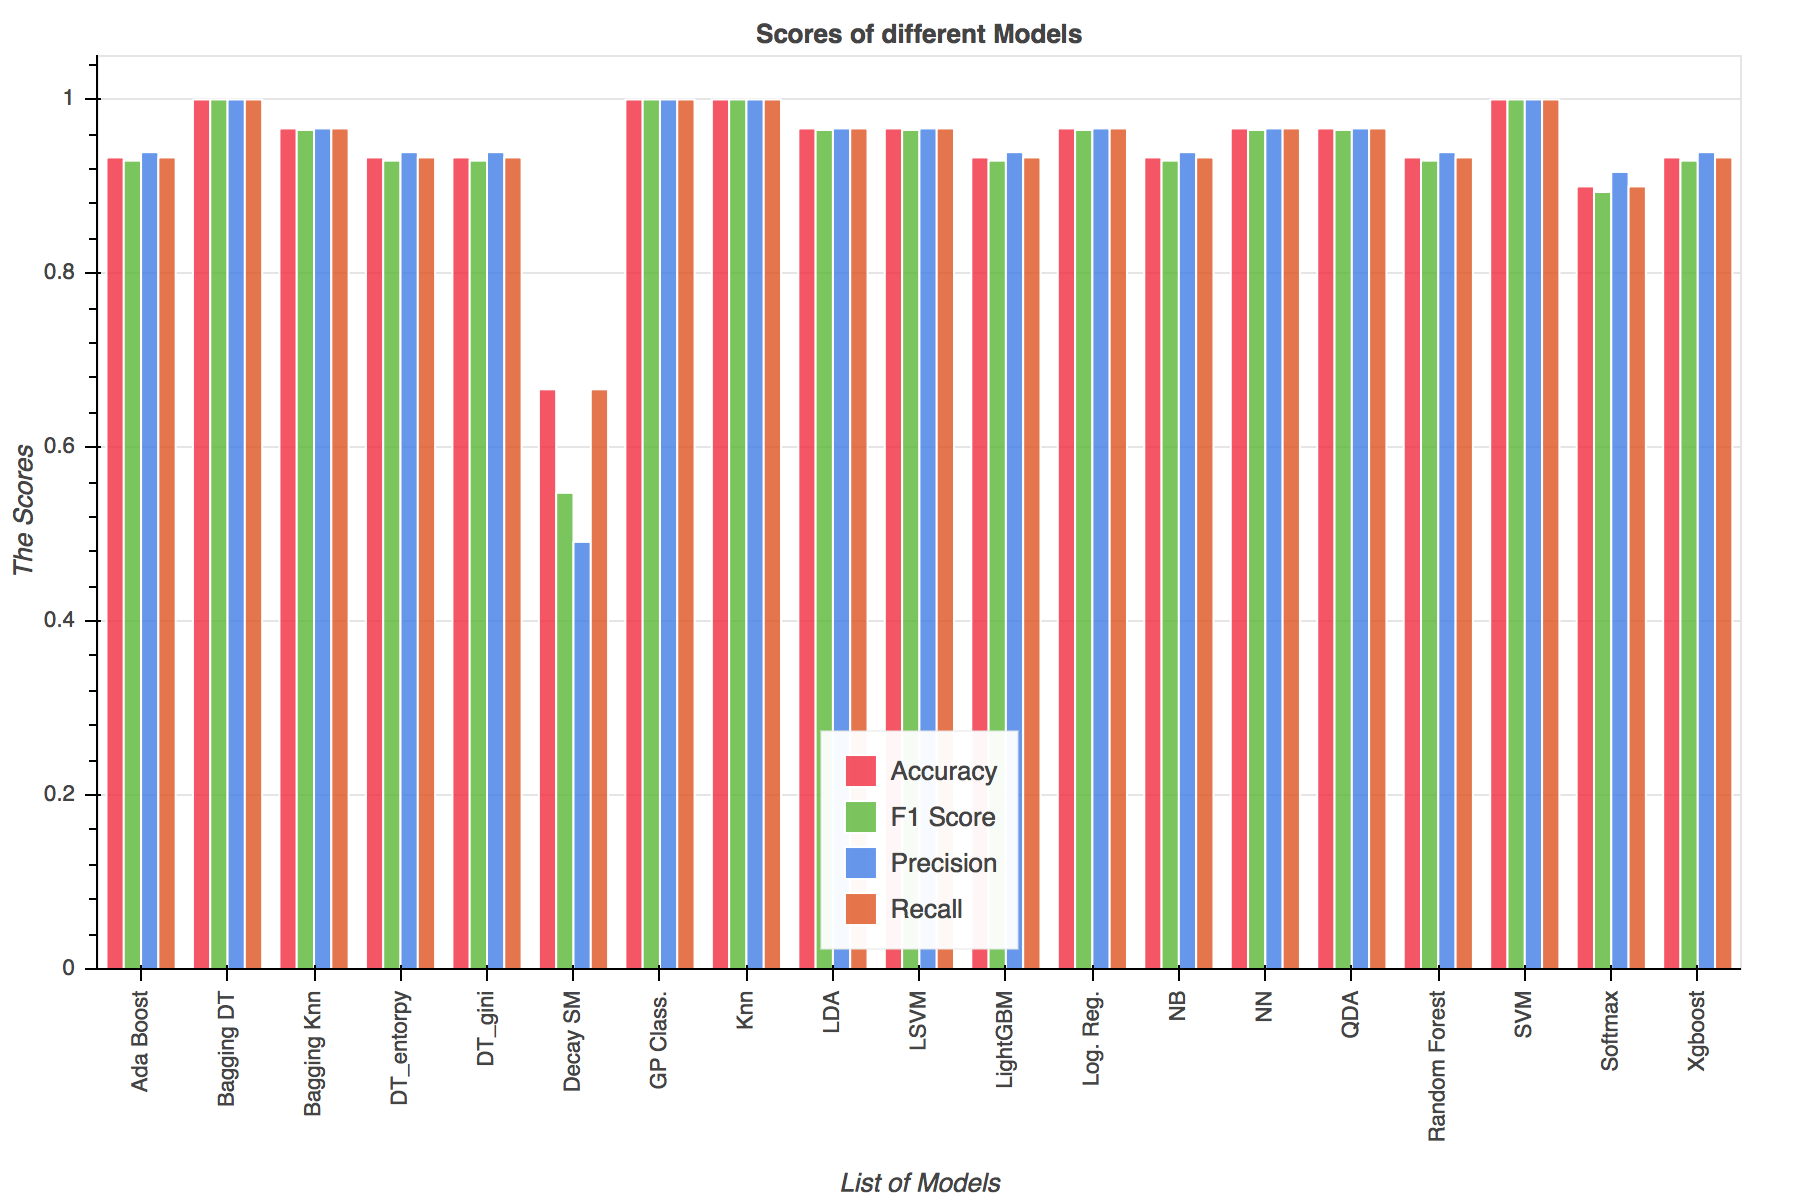 Scores of different Models
The Scores
1
0.8
0.6
0.4
0.2
0
Accuracy
F1 Score
Precision
Recall
Ada Boost
Bagging DT
Bagging Knn
DT_entorpy
DT_gini
Decay SM
GP Class.
Knn
LDA
LSVM
LightGBM
Log. Reg.
NB
NN
QDA
Random Forest
SVM
Softmax
Xgboost
List of Models